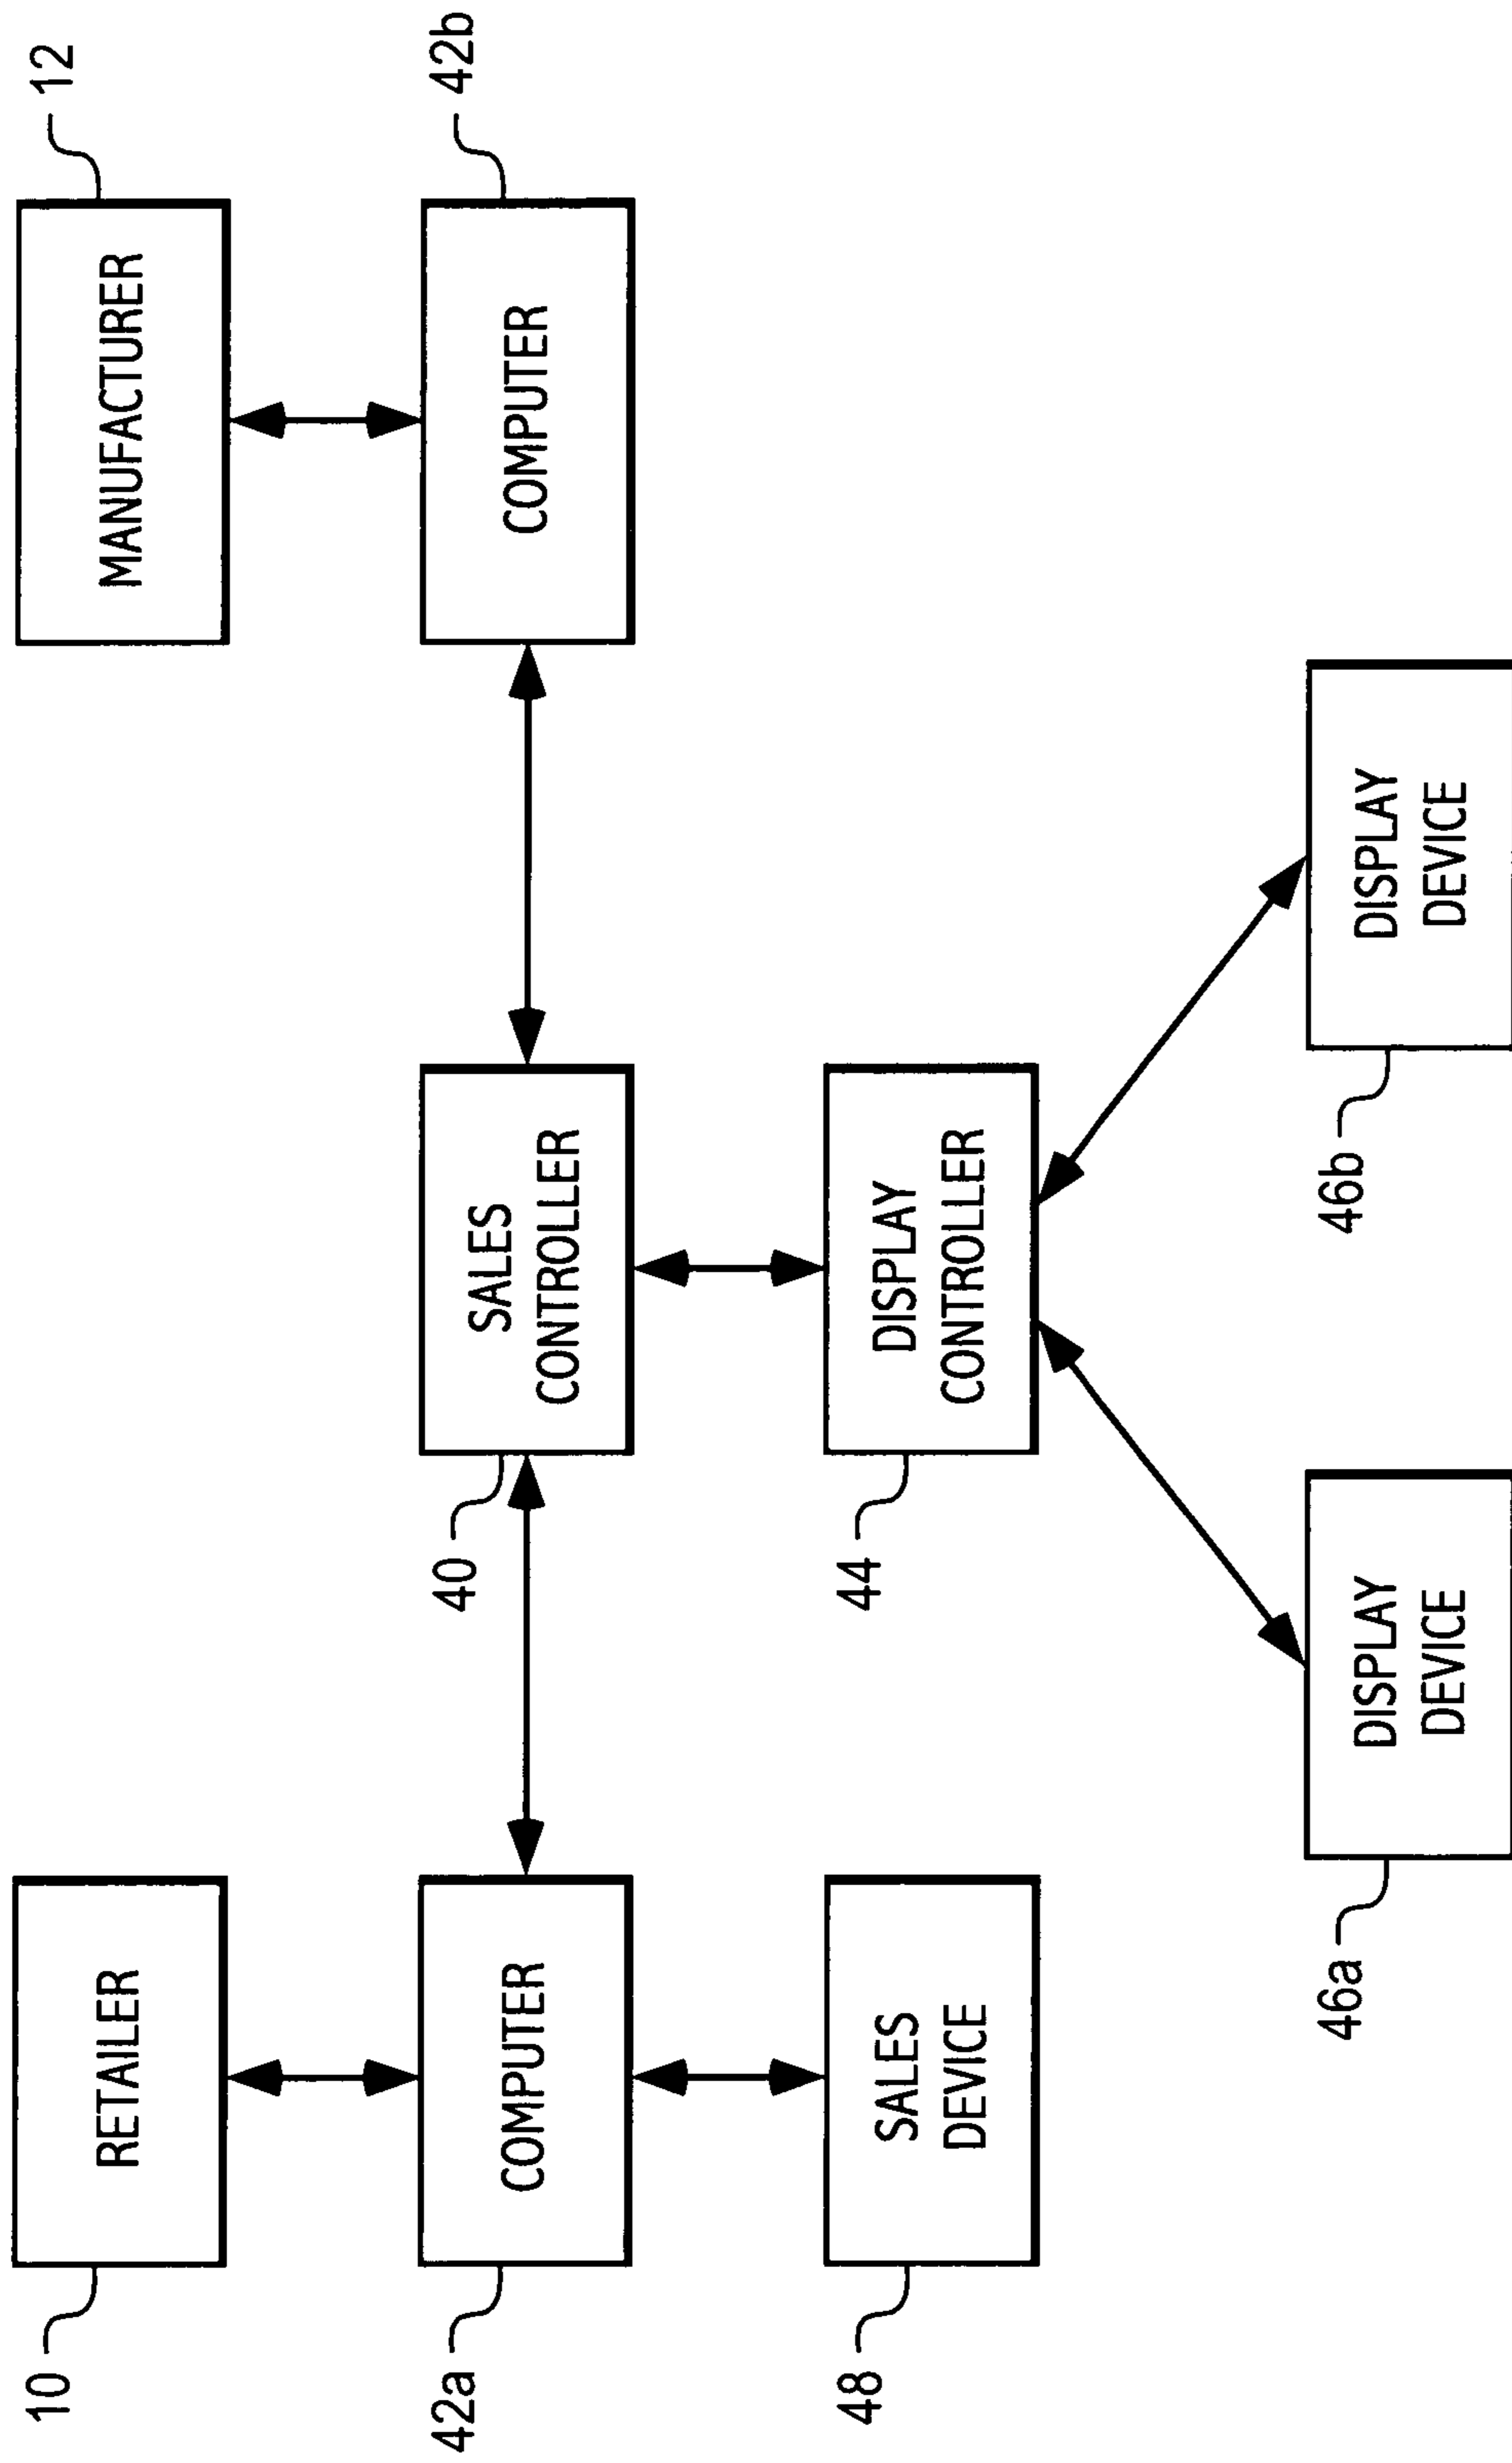 10
RETAILER
MANUFACTURER
12
42a
COMPUTER
40
SALES
CONTROLLER
COMPUTER
42b
48
SALES
DEVICE
44
DISPLAY
CONTROLLER
46a
DISPLAY
DEVICE
46b
DISPLAY
DEVICE